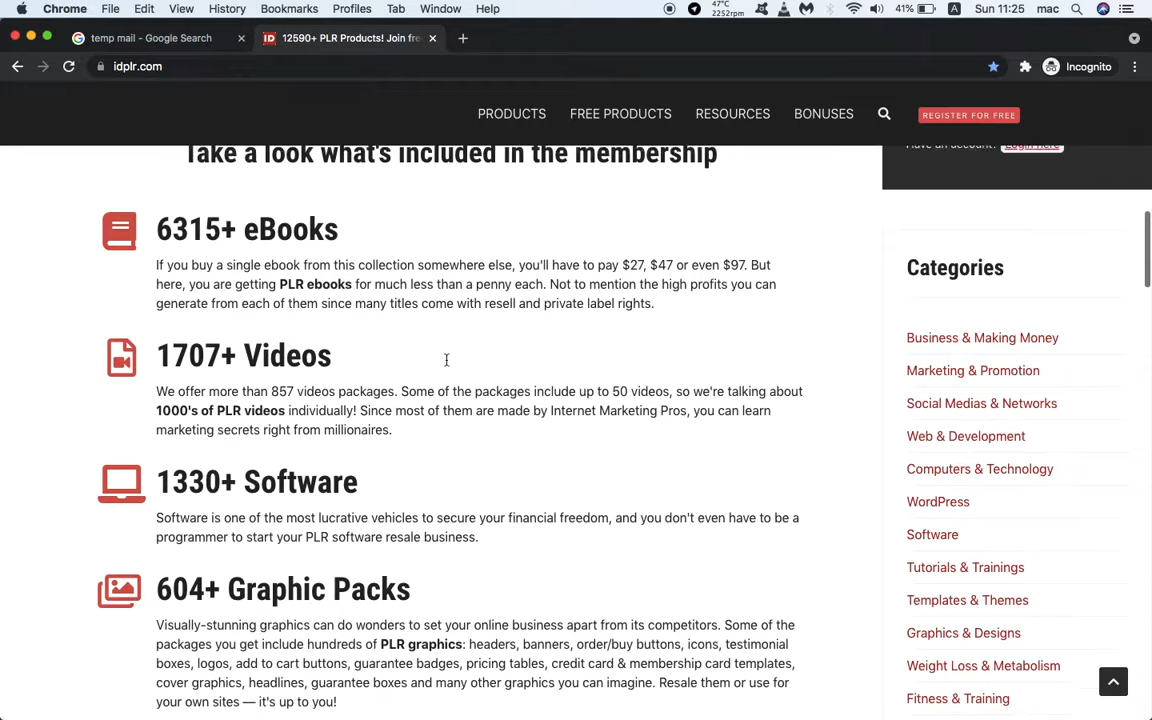 Chrome File Edit View History Bookmarks Profiles Tab Window Help 47°C 2252rpm 41% A Sun 11:25 mac
temp mail - Google Search
ID 12590+ PLR Products! Join fre
idplr.com
Incognito
PRODUCTS FREE PRODUCTS RESOURCES BONUSES REGISTER FOR FREE
Take a look what's included in the membership
Have an account? Login here
6315+ eBooks
If you buy a single ebook from this collection somewhere else, you'll have to pay $27, $47 or even $97. But
here, you are getting PLR ebooks for much less than a penny each. Not to mention the high profits you can
generate from each of them since many titles come with resell and private label rights.
1707+ Videos
We offer more than 857 videos packages. Some of the packages include up to 50 videos, so we're talking about
1000's of PLR videos individually! Since most of them are made by Internet Marketing Pros, you can learn
marketing secrets right from millionaires.
1330+ Software
Software is one of the most lucrative vehicles to secure your financial freedom, and you don't even have to be a
programmer to start your PLR software resale business.
604+ Graphic Packs
Visually-stunning graphics can do wonders to set your online business apart from its competitors. Some of the
packages you get include hundreds of PLR graphics: headers, banners, order/buy buttons, icons, testimonial
boxes, logos, add to cart buttons, guarantee badges, pricing tables, credit card & membership card templates,
cover graphics, headlines, guarantee boxes and many other graphics you can imagine. Resale them or use for
your own sites — it's up to you!
Categories
Business & Making Money
Marketing & Promotion
Social Medias & Networks
Web & Development
Computers & Technology
WordPress
Software
Tutorials & Trainings
Templates & Themes
Graphics & Designs
Weight Loss & Metabolism
Fitness & Training